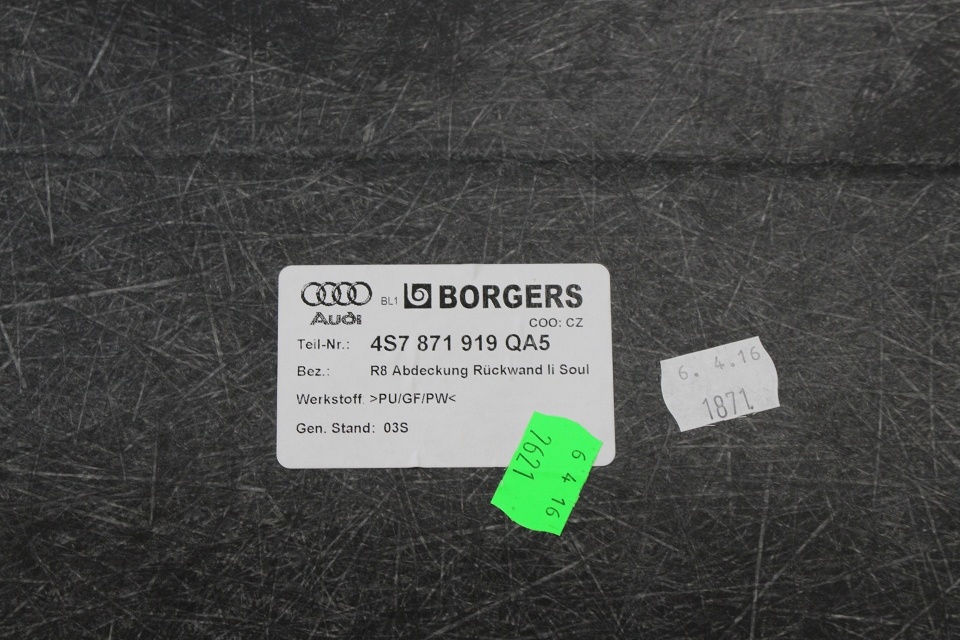 Audi
BL1 BORGERS
COO: CZ
Teil-Nr.: 4S7 871 919 QA5
Bez.: R8 Abdeckung Rückwand li Soul
Werkstoff >PU/GF/PW<
Gen. Stand: 03S
6 4 16
2621
6. 4.16
1871